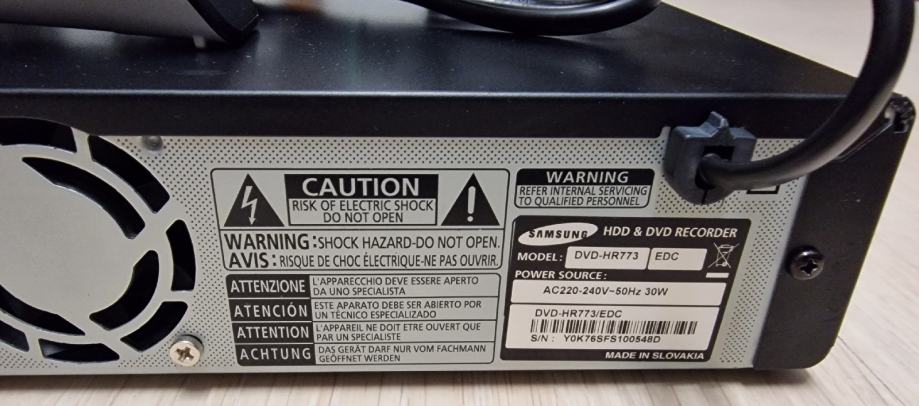 CAUTION
RISK OF ELECTRIC SHOCK
DO NOT OPEN
WARNING : SHOCK HAZARD-DO NOT OPEN.
AVIS : RISQUE DE CHOC ÉLECTRIQUE-NE PAS OUVRIR.
ATTENZIONE L'APPARECCHIO DEVE ESSERE APERTO
DA UNO SPECIALISTA
ATENCIÓN ESTE APARATO DEBE SER ABIERTO POR
UN TÉCNICO ESPECIALIZADO
ATTENTION L'APPAREIL NE DOIT ETRE OUVERT QUE
PAR UN SPECIALISTE
ACHTUNG DAS GERÄT DARF NUR VOM FACHMANN
GEÖFFNET WERDEN
WARNING
REFER INTERNAL SERVICING
TO QUALIFIED PERSONNEL
SAMSUNG HDD & DVD RECORDER
MODEL: DVD-HR773 EDC
POWER SOURCE :
AC220-240V~50Hz 30W
DVD-HR773/EDC
S/N : Y0K76SFS100548D
MADE IN SLOVAKIA